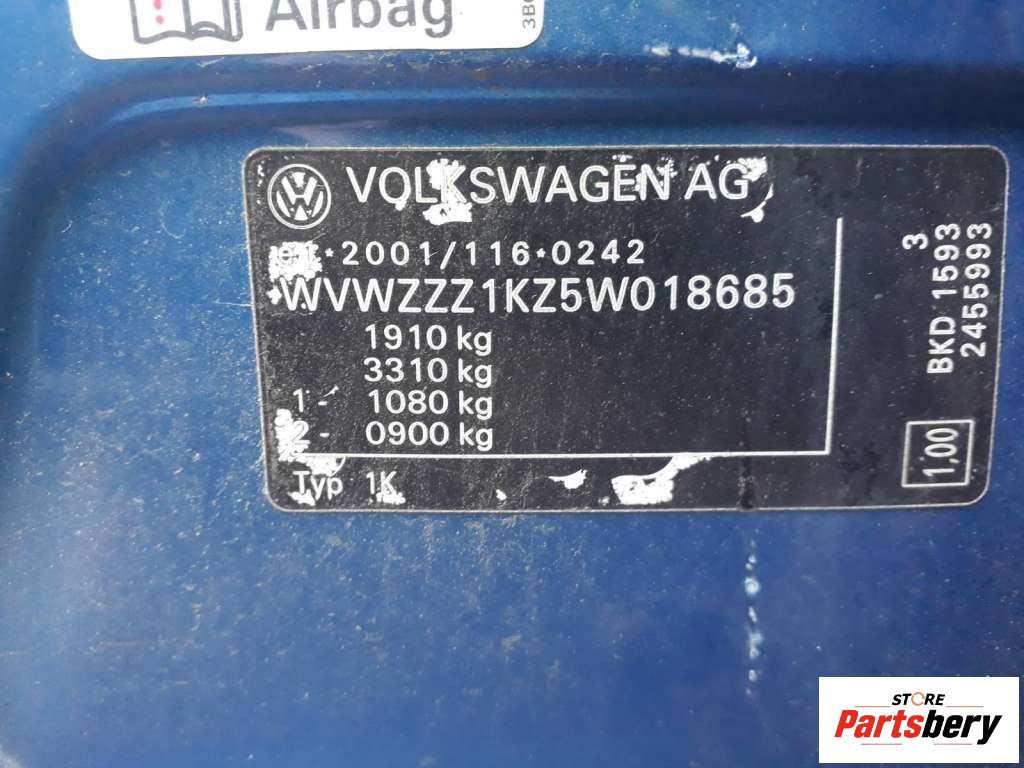 Airbag
VOLKSWAGEN AG
*2001/116*0242
WVWZZZ1KZ5W018685
1910 kg
3310 kg
1 - 1080 kg
2 - 0900 kg
Typ 1K
3
BKD 1593
2455993
1,00
STORE
Partsbery